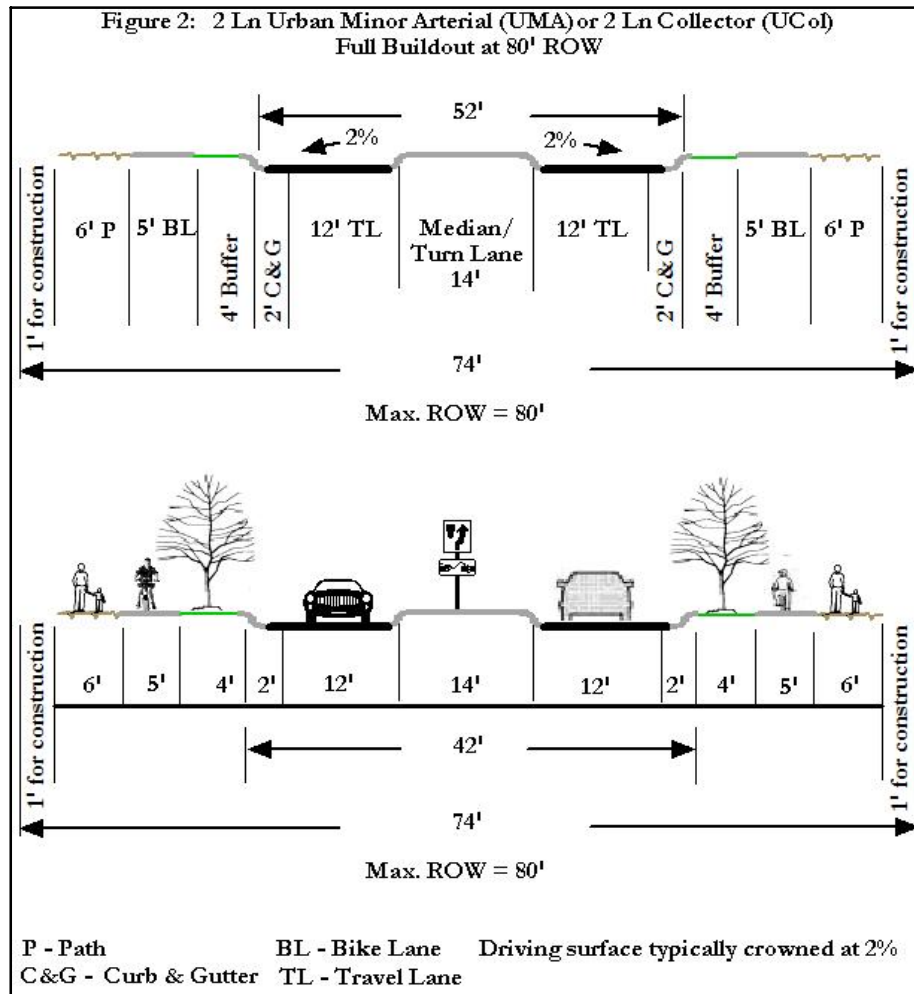 Figure 2: 2 Ln Urban Minor Arterial (UMA) or 2 Ln Collector (UCol)
Full Buildout at 80' ROW
52'
2% 2%
1' for construction
6' P
5' BL
4' Buffer
2' C&G
12' TL
Median/
Turn Lane
14'
12' TL
2' C&G
4' Buffer
5' BL
6' P
1' for construction
74'
Max. ROW = 80'
1' for construction
6' 5' 4' 2' 12' 14' 12' 2' 4' 5' 6'
1' for construction
42'
74'
Max. ROW = 80'
P - Path BL - Bike Lane Driving surface typically crowned at 2%
C&G - Curb & Gutter TL - Travel Lane